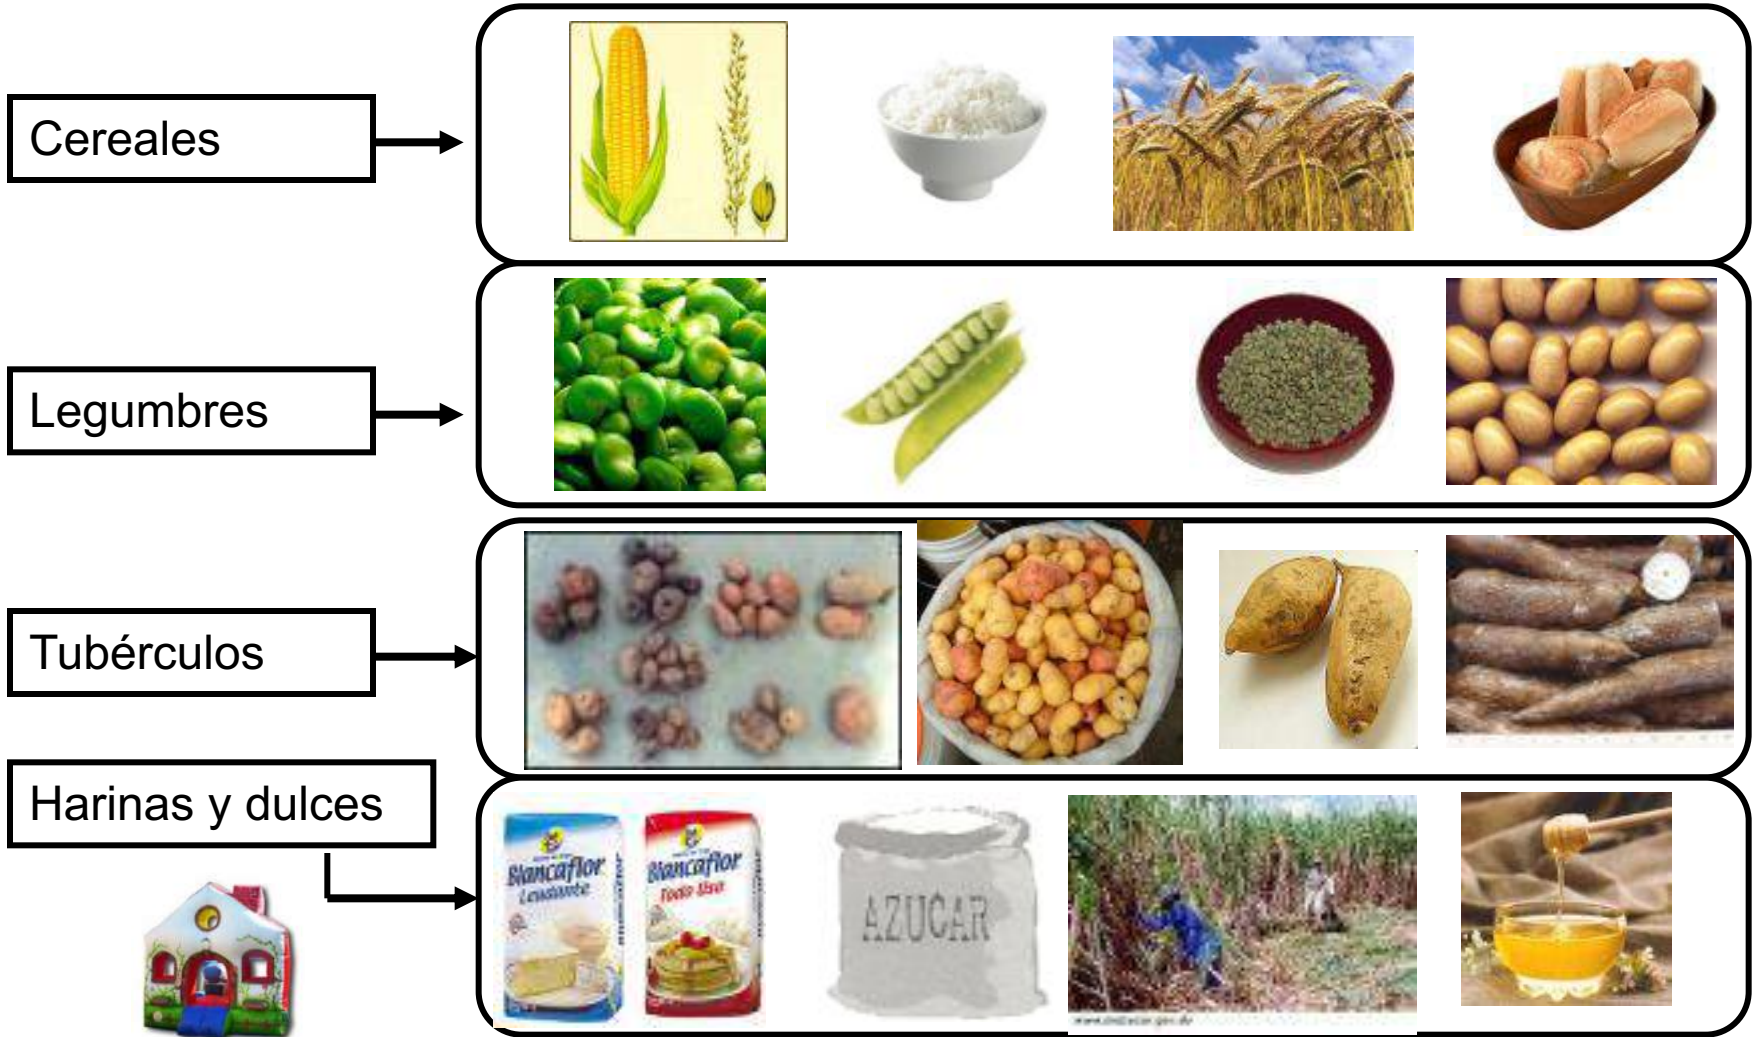 Cereales
Legumbres
Tubérculos
Harinas y dulces
Blancaflor
Leudante
Blancaflor
Todo Uso
AZUCAR